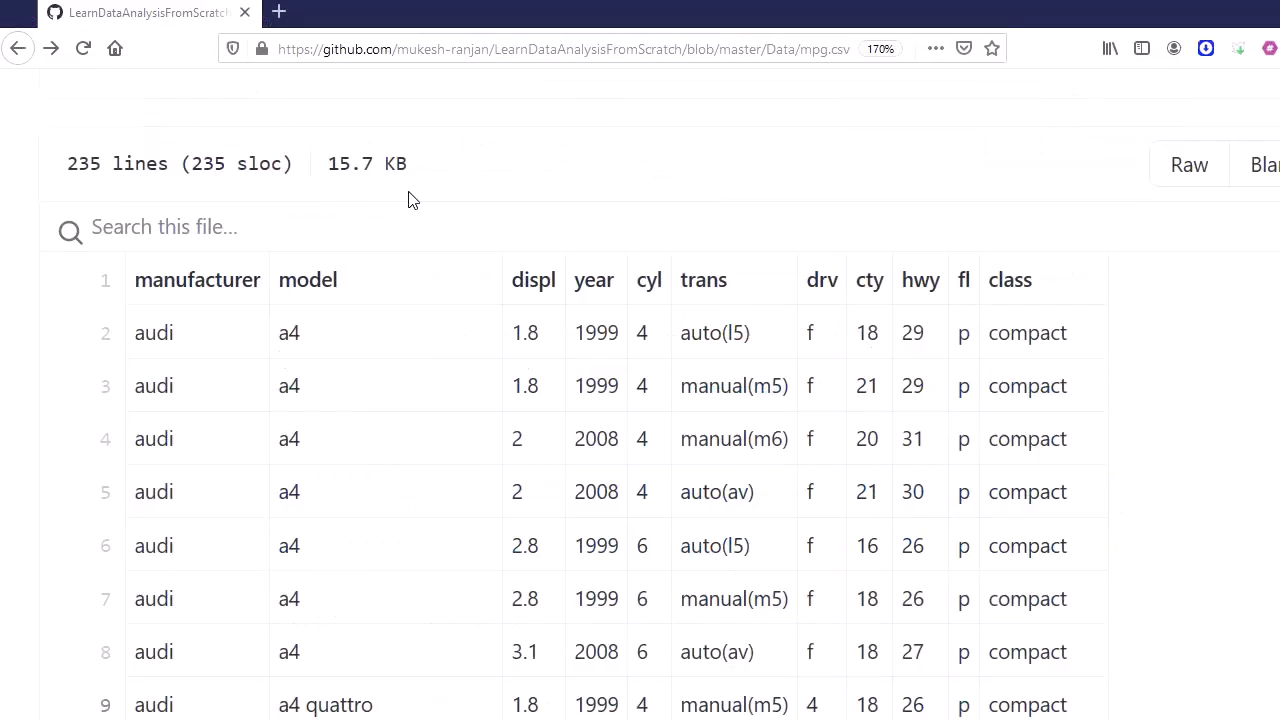 LearnDataAnalysisFromScratch
https://github.com/mukesh-ranjan/LearnDataAnalysisFromScratch/blob/master/Data/mpg.csv 170%
235 lines (235 sloc) 15.7 KB
Raw
Search this file...
1 manufacturer model displ year cyl trans drv cty hwy fl class
2 audi a4 1.8 1999 4 auto(l5) f 18 29 p compact
3 audi a4 1.8 1999 4 manual(m5) f 21 29 p compact
4 audi a4 2 2008 4 manual(m6) f 20 31 p compact
5 audi a4 2 2008 4 auto(av) f 21 30 p compact
6 audi a4 2.8 1999 6 auto(l5) f 16 26 p compact
7 audi a4 2.8 1999 6 manual(m5) f 18 26 p compact
8 audi a4 3.1 2008 6 auto(av) f 18 27 p compact
9 audi a4 quattro 1.8 1999 4 manual(m5) 4 18 26 p compact